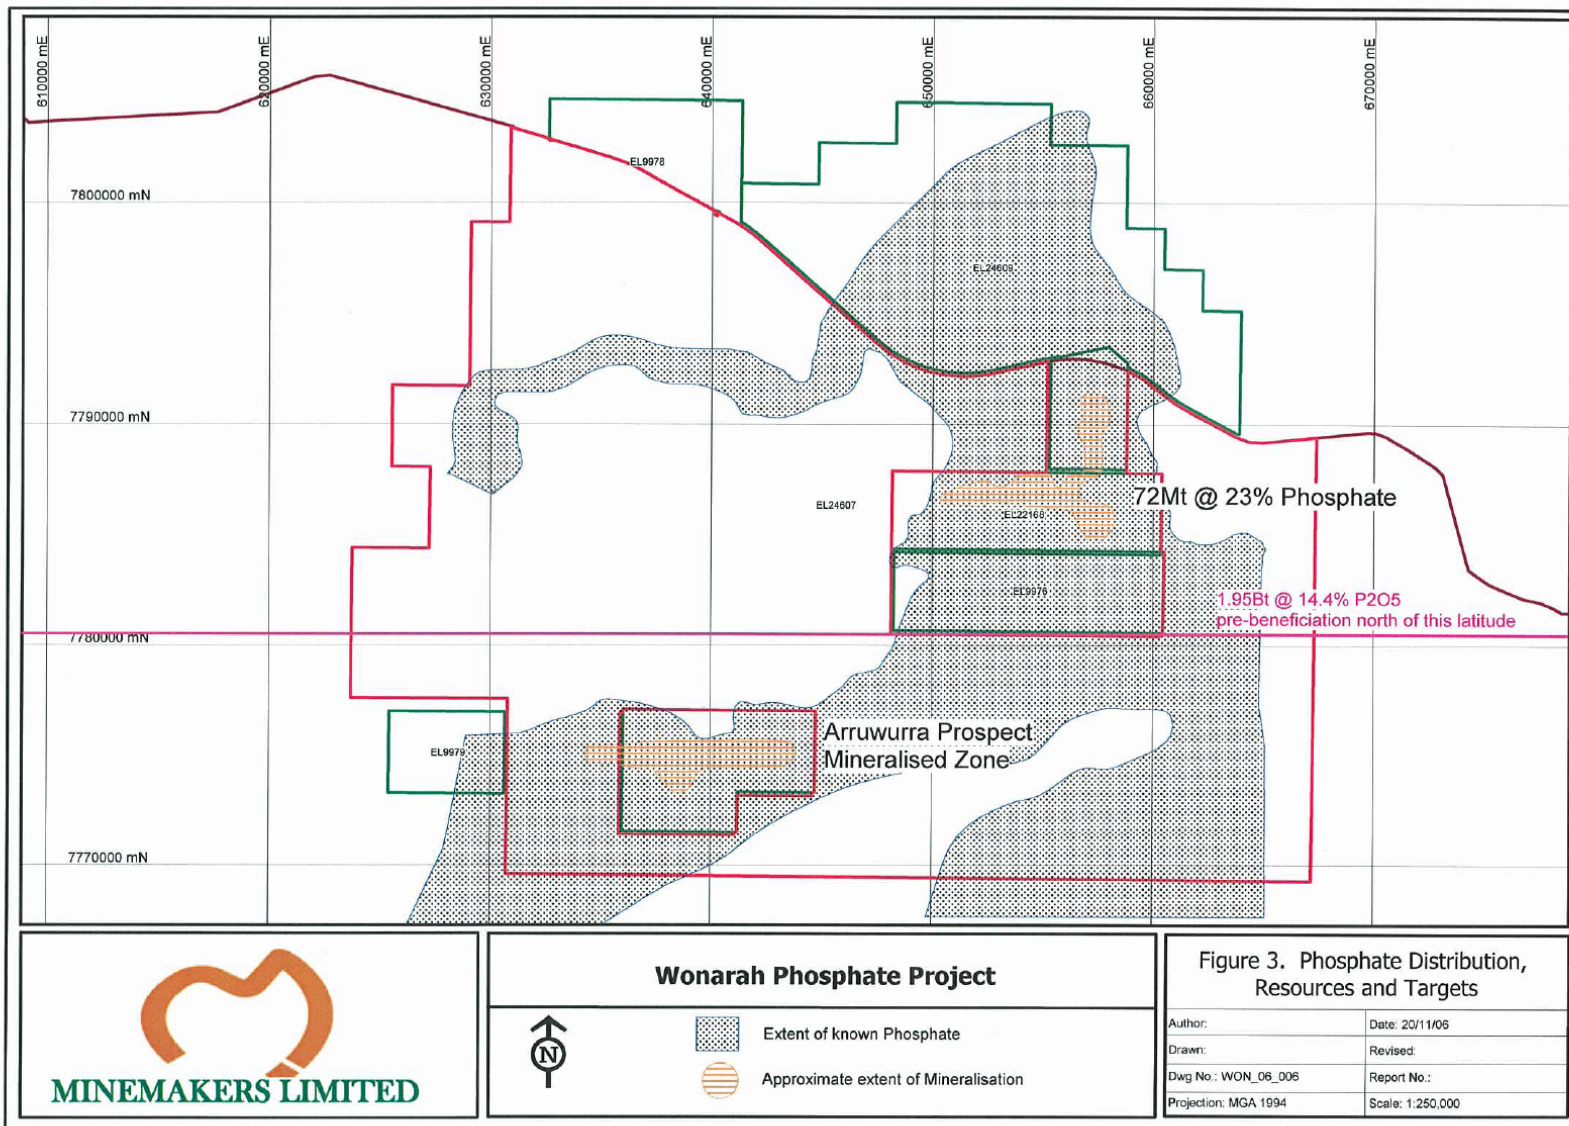 610000 mE
620000 mE
630000 mE
640000 mE
650000 mE
660000 mE
670000 mE
EL9978
7800000 mN
EL24609
7790000 mN
EL24607
72Mt @ 23% Phosphate
EL22168
EL9976
1.95Bt @ 14.4% P2O5
pre-beneficiation north of this latitude
7780000 mN
Arruwurra Prospect
Mineralised Zone
EL9979
7770000 mN
MINEMAKERS LIMITED
Wonarah Phosphate Project
N
Extent of known Phosphate
Approximate extent of Mineralisation
Figure 3. Phosphate Distribution,
Resources and Targets
Author:
Date: 20/11/06
Drawn:
Revised:
Dwg No.: WON_06_006
Report No.:
Projection: MGA 1994
Scale: 1:250,000